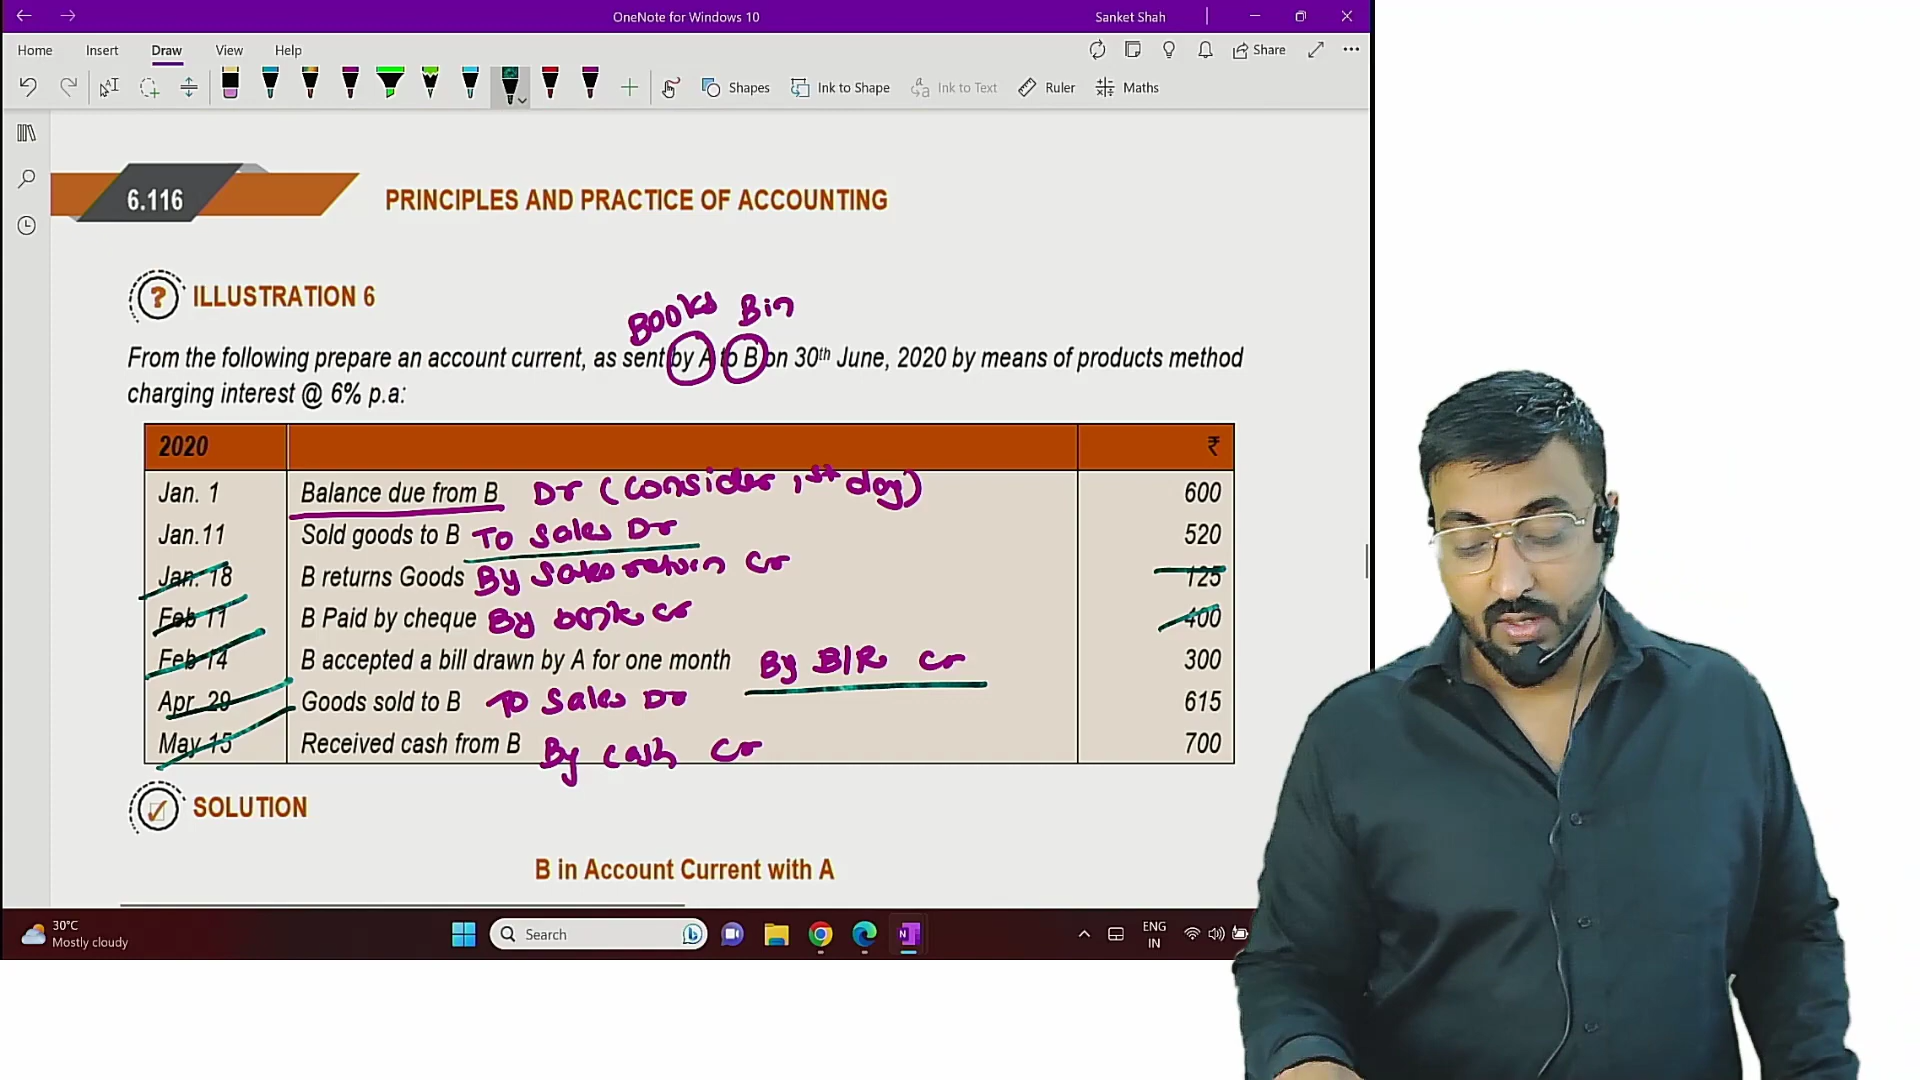 OneNote for Windows 10
Sanket Shah
Home Insert Draw View Help
Share
Shapes Ink to Shape Ink to Text Ruler Maths
6.116 PRINCIPLES AND PRACTICE OF ACCOUNTING
ILLUSTRATION 6
Books Bin
From the following prepare an account current, as sent by A to B on 30th June, 2020 by means of products method
charging interest @ 6% p.a:
2020 ₹
Jan. 1 Balance due from B Dr (Consider 1st day) 600
Jan.11 Sold goods to B To Sales Dr 520
Jan. 18 B returns Goods By Sales return Cr 125
Feb 11 B Paid by cheque By bank Cr 400
Feb 14 B accepted a bill drawn by A for one month By B/R Cr 300
Apr. 29 Goods sold to B To Sales Dr 615
May 15 Received cash from B By Cash Cr 700
SOLUTION
B in Account Current with A
30°C
Mostly cloudy
Search
ENG
IN